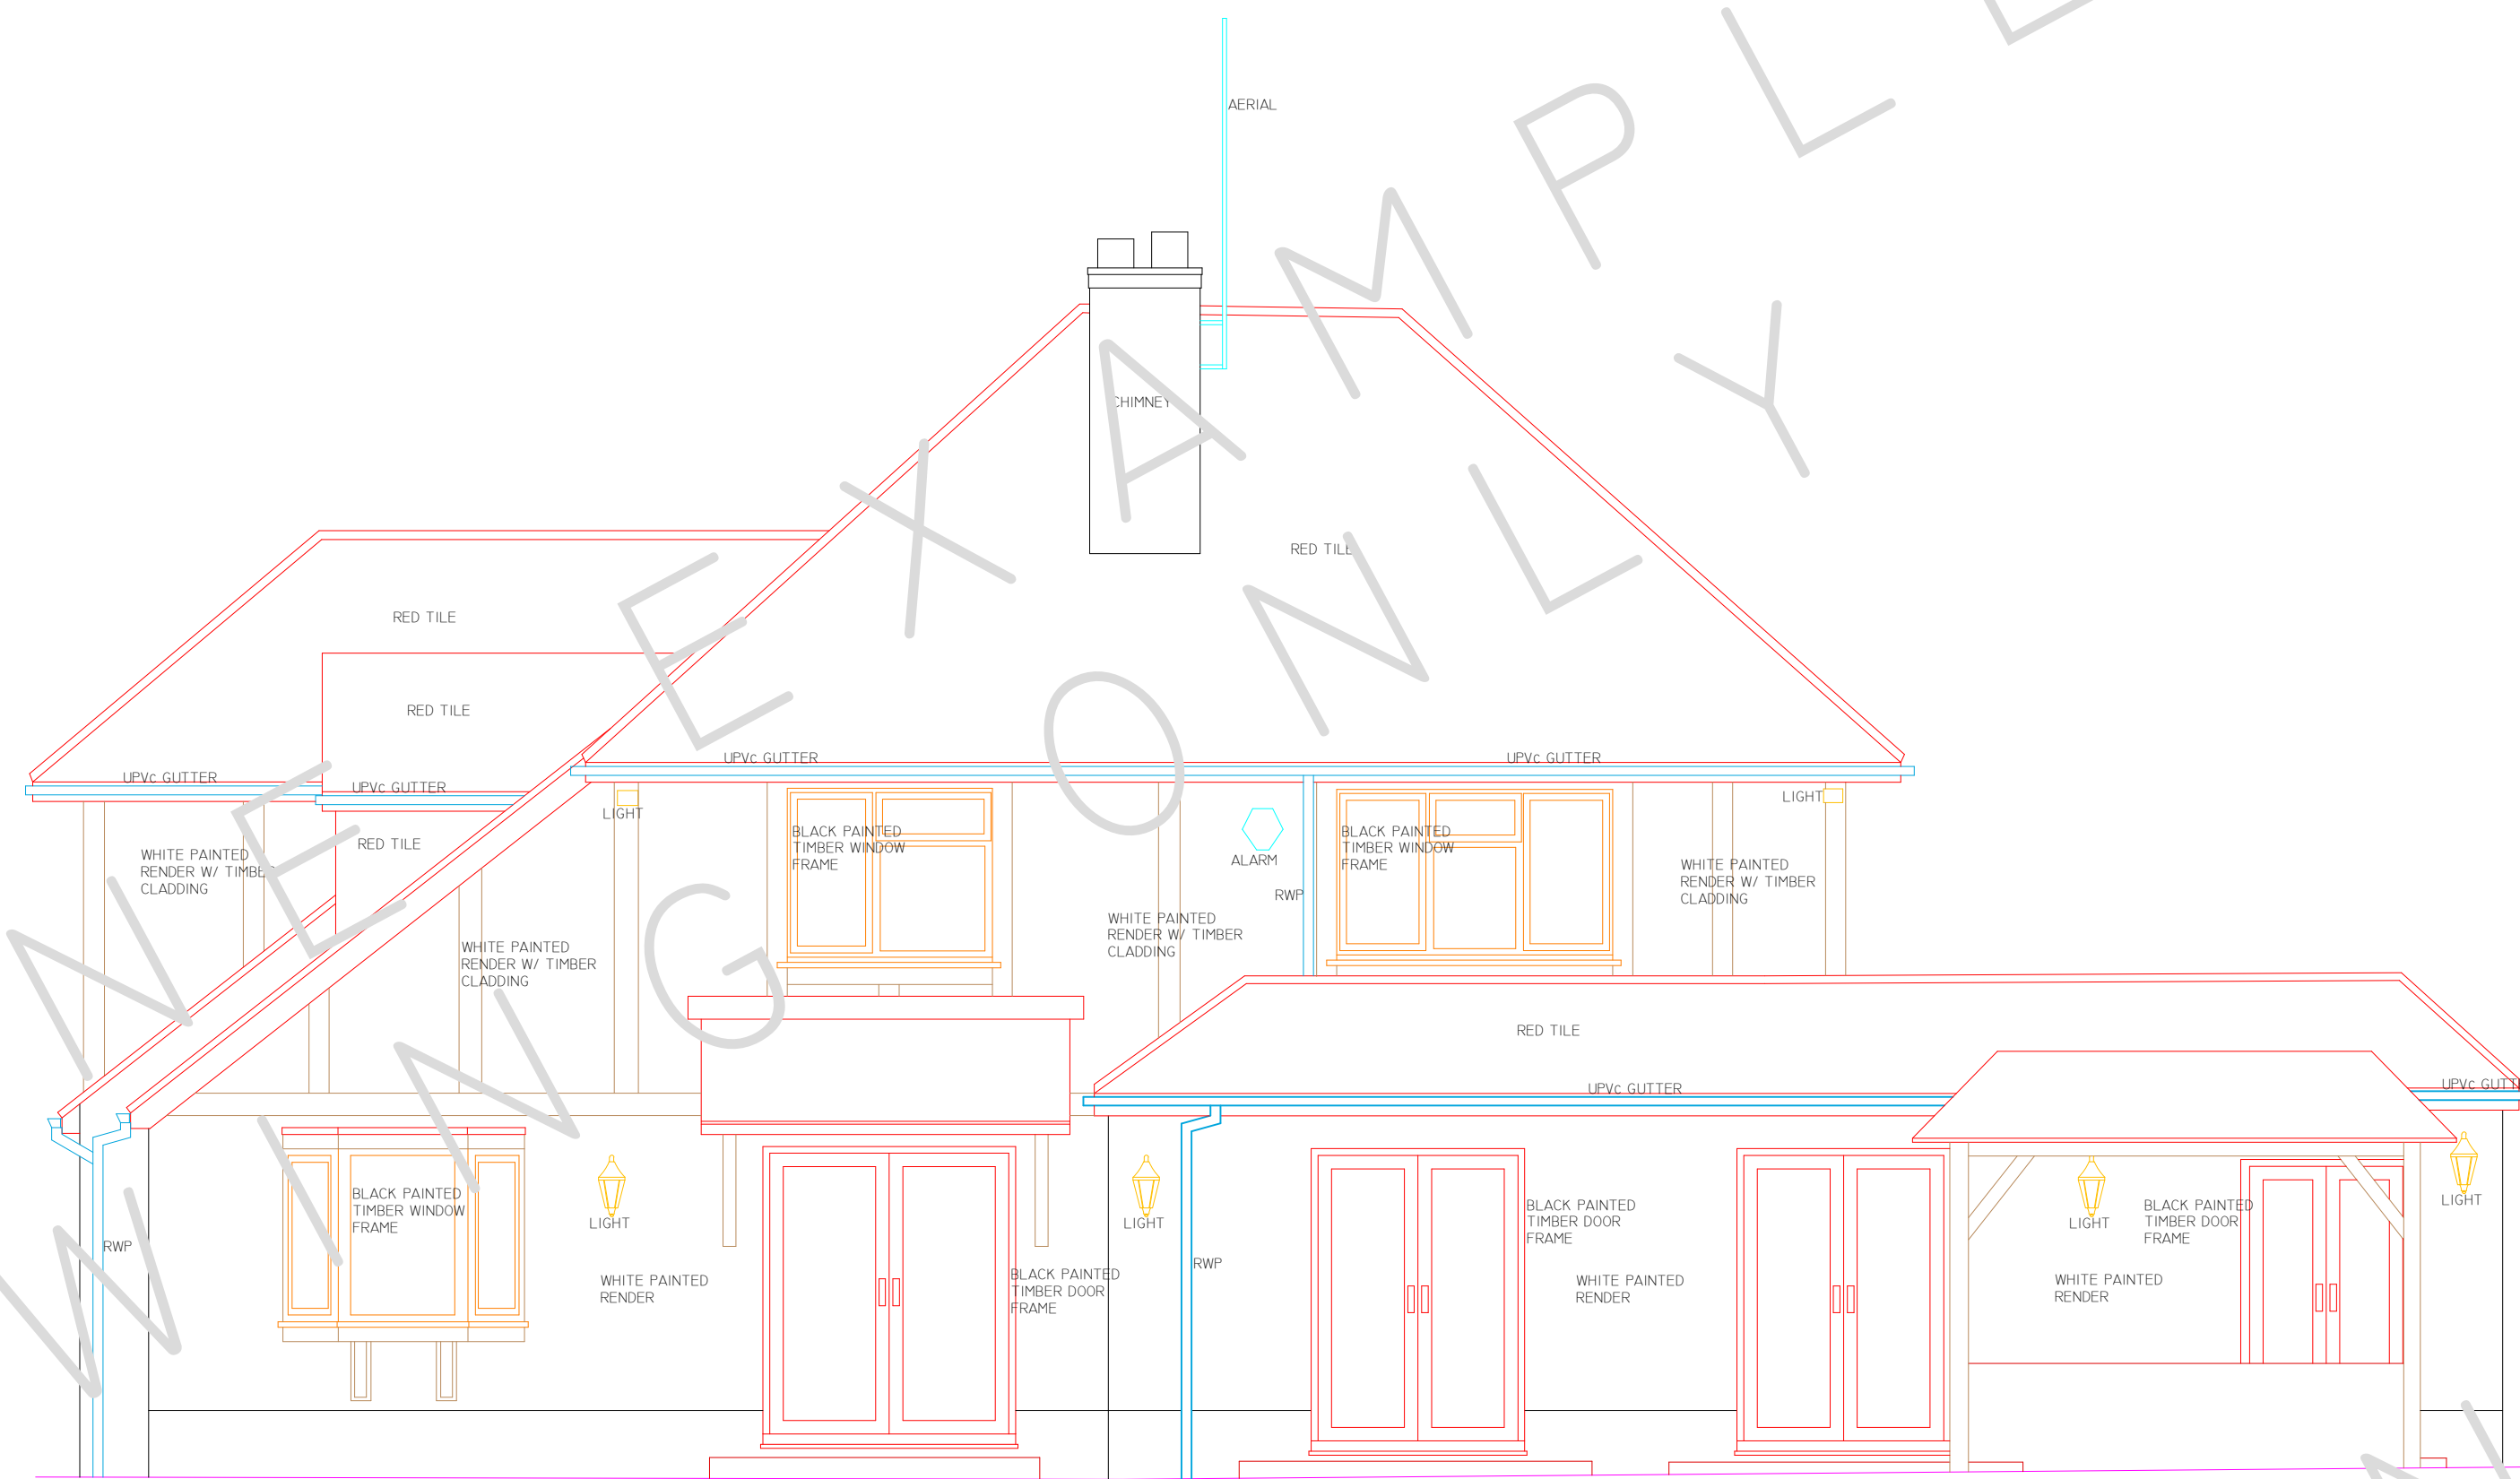 AERIAL
CHIMNEY
RED TILE
RED TILE
RED TILE
UPVc GUTTER
UPVc GUTTER
UPVc GUTTER
UPVc GUTTER
RED TILE
LIGHT
LIGHT
BLACK PAINTED
TIMBER WINDOW
FRAME
ALARM
BLACK PAINTED
TIMBER WINDOW
FRAME
WHITE PAINTED
RENDER W/ TIMBER
CLADDING
WHITE PAINTED
RENDER W/ TIMBER
CLADDING
RWP
WHITE PAINTED
RENDER W/ TIMBER
CLADDING
WHITE PAINTED
RENDER W/ TIMBER
CLADDING
RED TILE
UPVc GUTTER
UPVc GUTT
BLACK PAINTED
TIMBER WINDOW
FRAME
LIGHT
LIGHT
BLACK PAINTED
TIMBER DOOR
FRAME
LIGHT
BLACK PAINTED
TIMBER DOOR
FRAME
LIGHT
RWP
RWP
WHITE PAINTED
RENDER
BLACK PAINTED
TIMBER DOOR
FRAME
WHITE PAINTED
RENDER
WHITE PAINTED
RENDER
EXAMPLE
ONLY